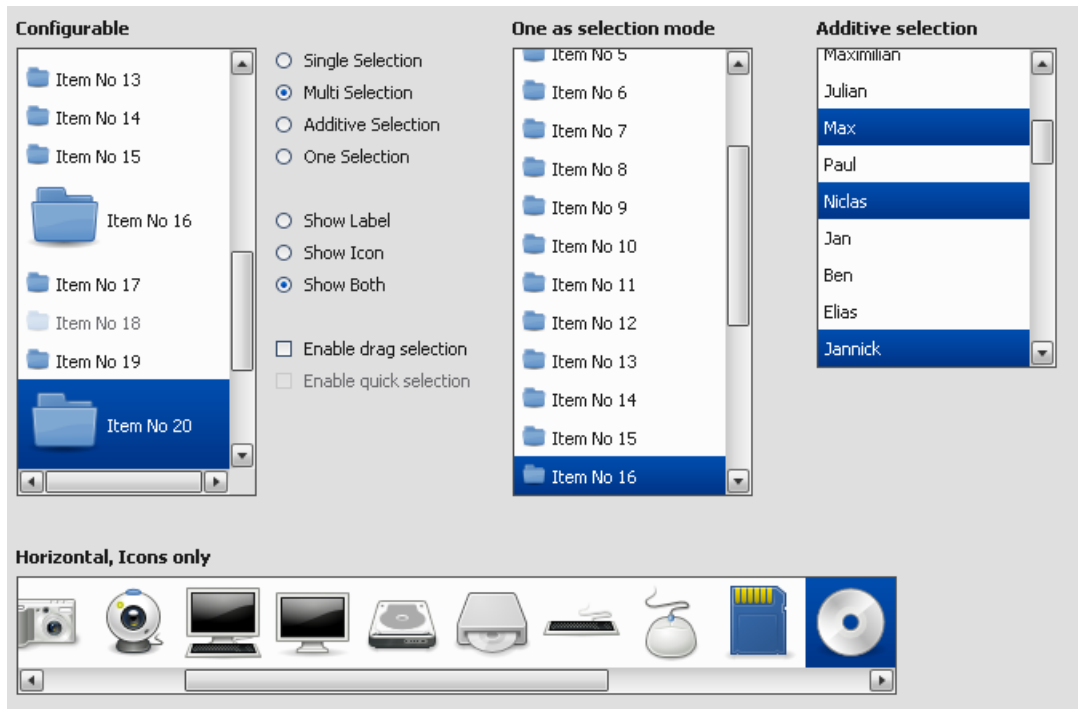 Configurable
Item No 13
Item No 14
Item No 15
Item No 16
Item No 17
Item No 18
Item No 19
Item No 20
Single Selection
Multi Selection
Additive Selection
One Selection
Show Label
Show Icon
Show Both
Enable drag selection
Enable quick selection
One as selection mode
Item No 5
Item No 6
Item No 7
Item No 8
Item No 9
Item No 10
Item No 11
Item No 12
Item No 13
Item No 14
Item No 15
Item No 16
Additive selection
Maximilian
Julian
Max
Paul
Niclas
Jan
Ben
Elias
Jannick
Horizontal, Icons only